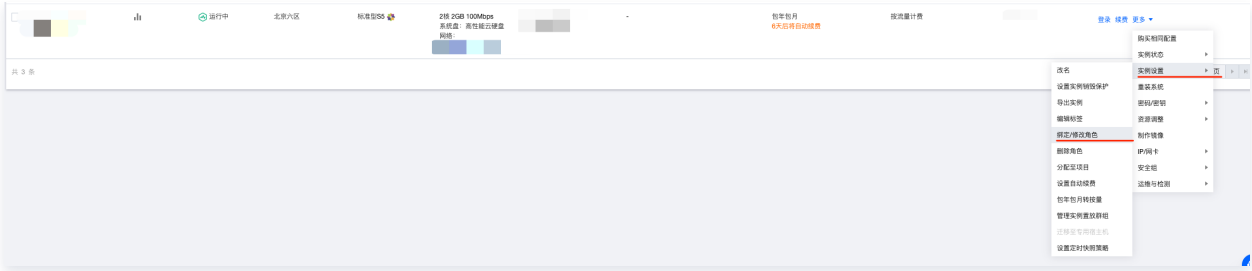 运行中
北京六区
标准型S5
2核 2GB 100Mbps
系统盘：高性能云硬盘
网络：
-
包年包月
6天后将自动续费
按流量计费
登录 续费 更多
共 3 条
页
购买相同配置
实例状态
实例设置
重装系统
密码/密钥
资源调整
制作镜像
IP/网卡
安全组
运维与检测
改名
设置实例销毁保护
导出实例
编辑标签
绑定/修改角色
删除角色
分配至项目
设置自动续费
包年包月转按量
管理实例置放群组
迁移至专用宿主机
设置定时快照策略